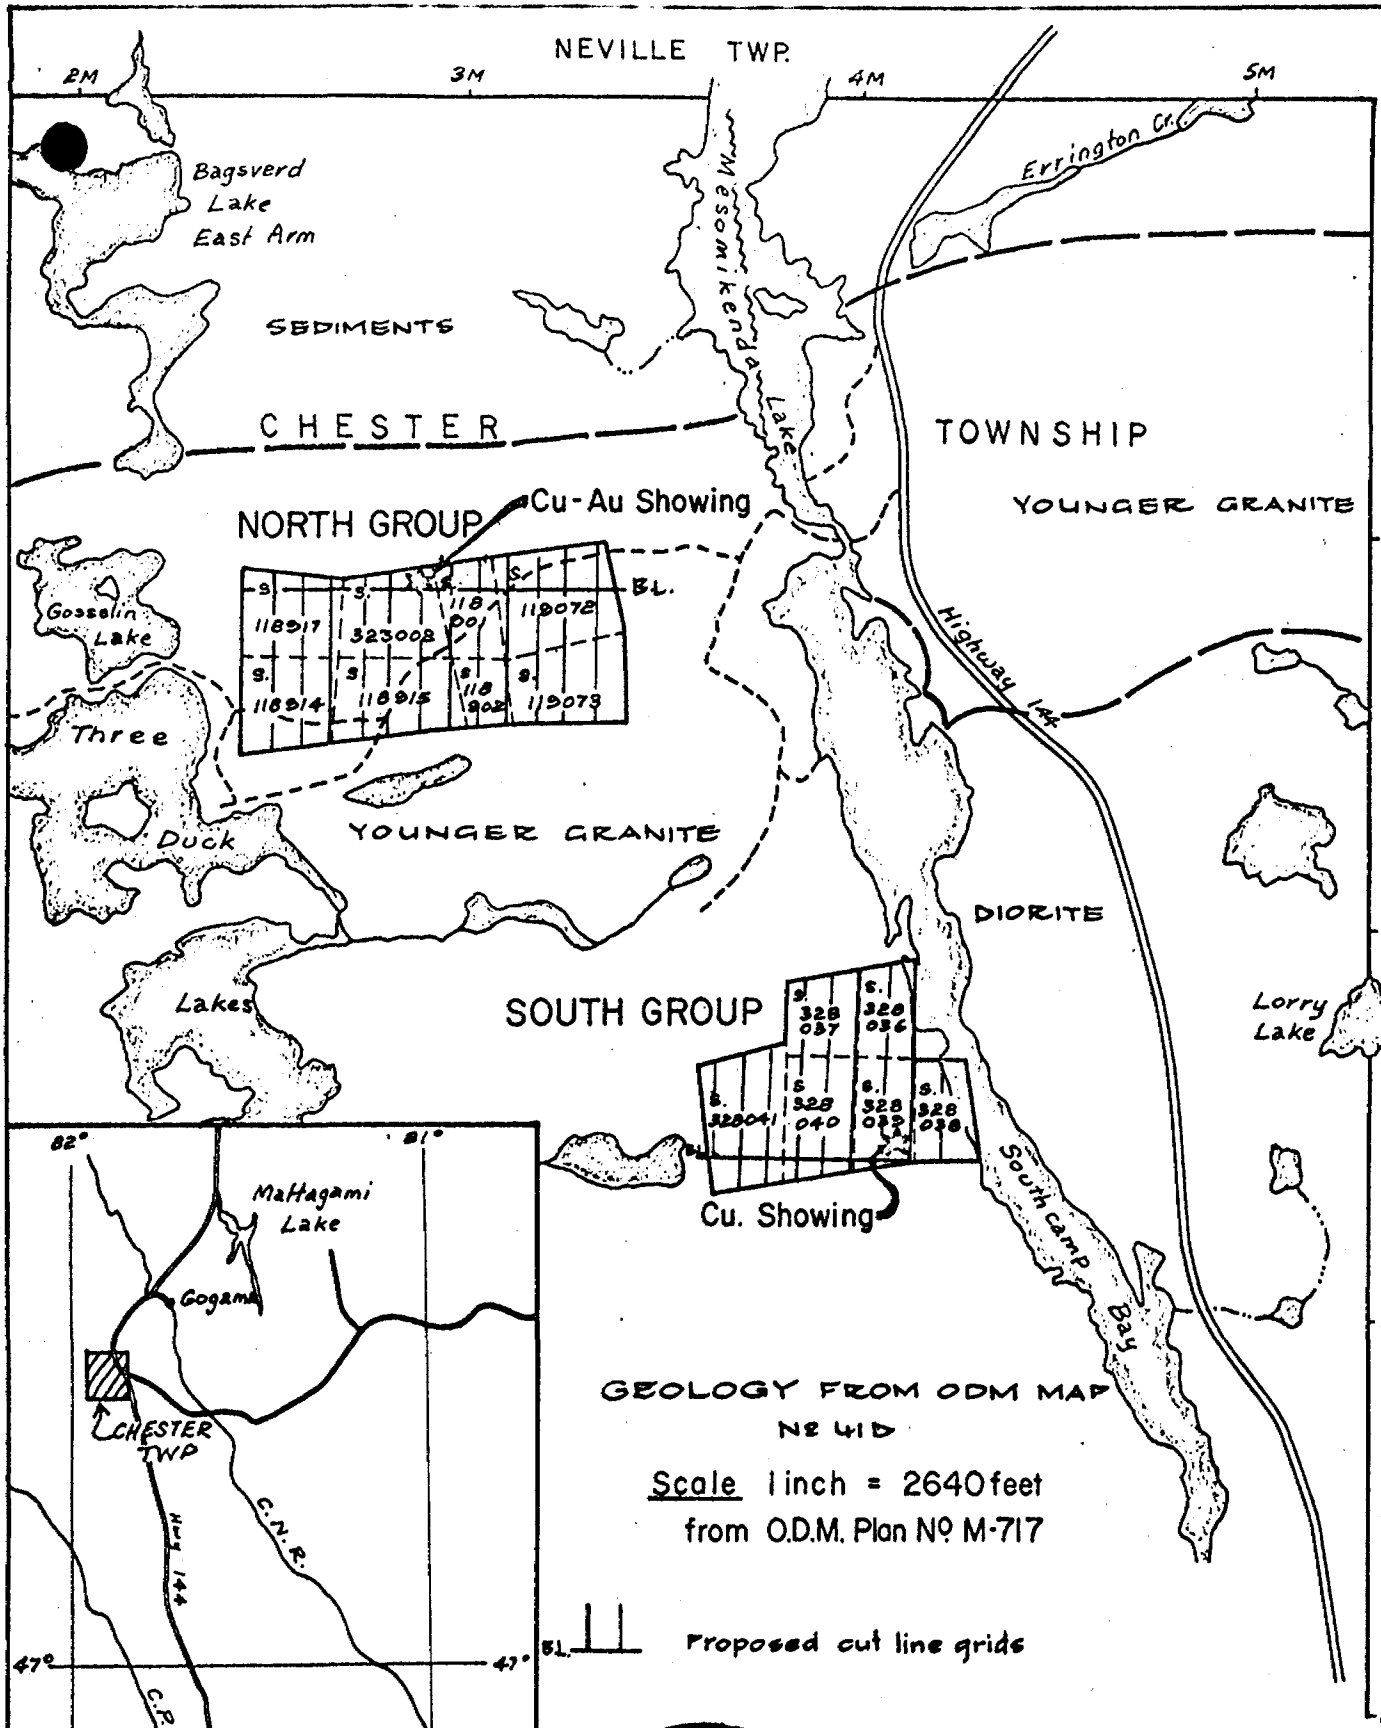 NEVILLE TWP.
2M
3M
4M
5M
Bagsverd
Lake
East Arm
Errington Cr.
Mesomikenda Lake
SEDIMENTS
CHESTER
TOWNSHIP
Cu-Au Showing
YOUNGER GRANITE
NORTH GROUP
B.L.
S.
118917
S.
323008
S.
118
S.
119072
Gosselin
Lake
Highway 144
S.
118914
S.
118915
S.
118
902
S.
119073
Three
Duck
Lakes
YOUNGER GRANITE
DIORITE
SOUTH GROUP
S.
328
037
S.
328
036
Lorry
Lake
S.
328041
S.
328
040
S.
328
039
S.
328
038
Cu. Showing
South camp
Bay
82°
81°
Mattagami
Lake
Gogama
CHESTER
TWP
C.N.R.
Hwy 144
47°
47°
C.P.
GEOLOGY FROM ODM MAP
Nº 41D
Scale 1 inch = 2640 feet
from O.D.M. Plan Nº M-717
B.L.
Proposed cut line grids